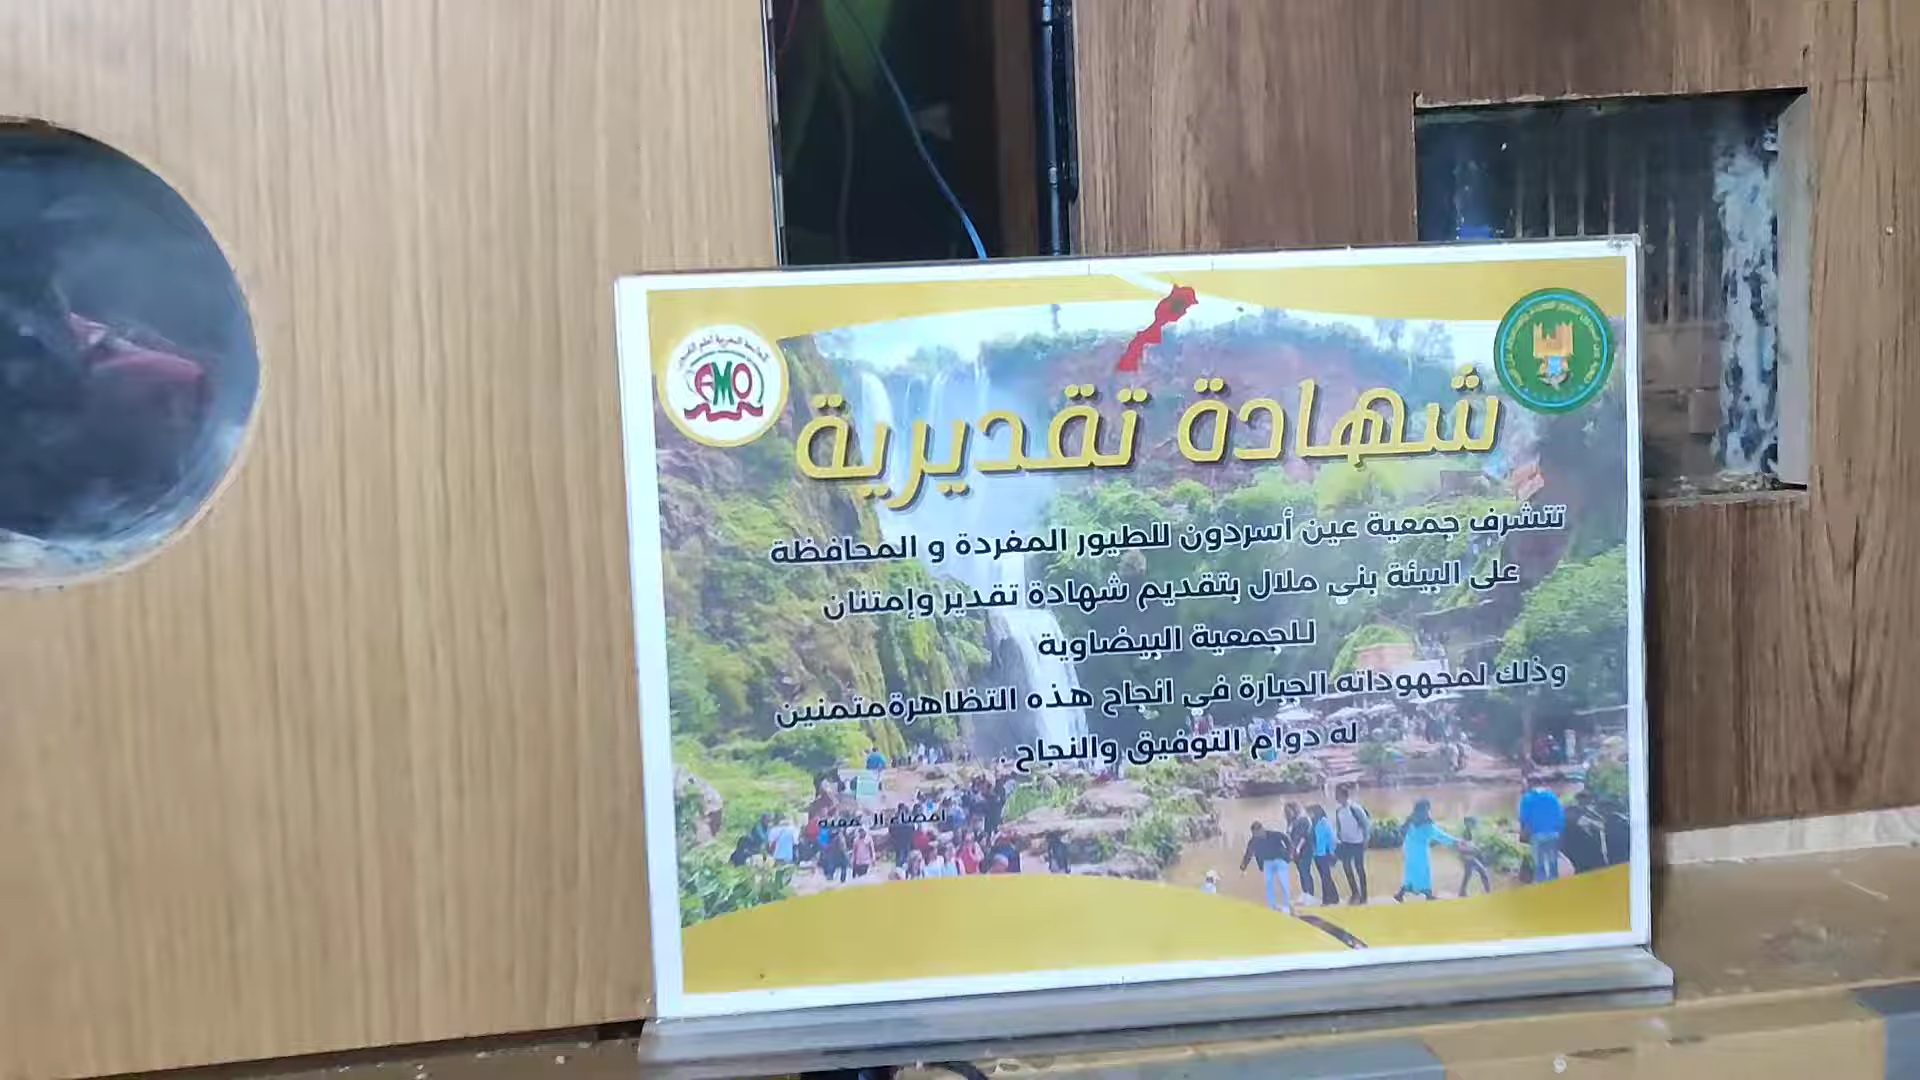 شهادة تقديرية
تتشرف جمعية عين أسردون للطيور المغردة و المحافظة
على البيئة بني ملال بتقديم شهادة تقدير وإمتنان
للجمعية البيضاوية
وذلك لمجهوداته الجبارة في انجاح هذه التظاهرة متمنين
له دوام التوفيق والنجاح .
امضاء الجمعية
AMO